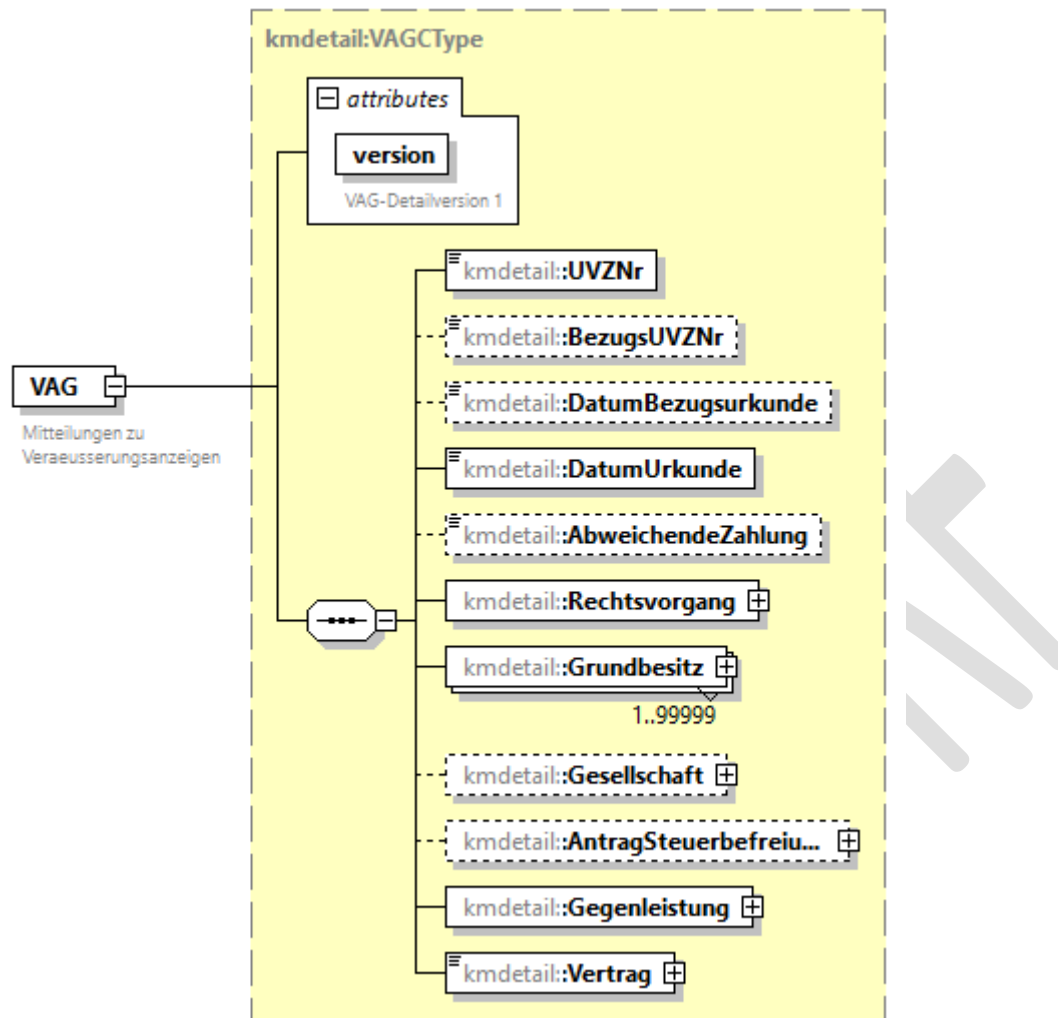 kmdetail:VAGCType
attributes
version
VAG-Detailversion 1
kmdetail::UVZNr
kmdetail::BezugsUVZNr
kmdetail::DatumBezugsurkunde
VAG
Mitteilungen zu
Veraeusserungsanzeigen
kmdetail::DatumUrkunde
kmdetail::AbweichendeZahlung
kmdetail::Rechtsvorgang
kmdetail::Grundbesitz
1..99999
kmdetail::Gesellschaft
kmdetail::AntragSteuerbefreiu...
kmdetail::Gegenleistung
kmdetail::Vertrag